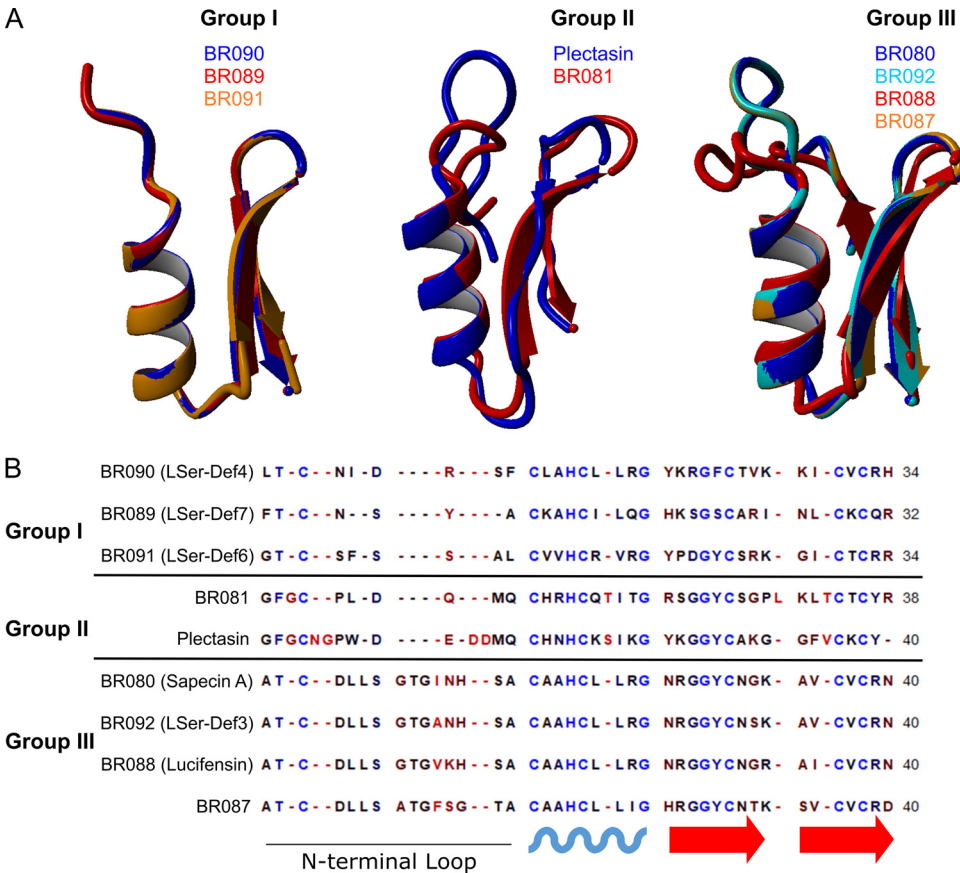 A
Group I
BR090
BR089
BR091
Group II
Plectasin
BR081
Group III
BR080
BR092
BR088
BR087
B
Group I
BR090 (LSer-Def4) LT-C--NI-D ----R---SF CLAHCL-LRG YKRGFCTVK- KI-CVCRH 34
BR089 (LSer-Def7) FT-C--N--S ----Y----A CKAHCI-LQG HKSGSCARI- NL-CKCQR 32
BR091 (LSer-Def6) GT-C--SF-S ----S---AL CVVHCR-VRG YPDGYCSRK- GI-CTCRR 34
Group II
BR081 GFGC--PL-D ----Q---MQ CHRHCQTITG RSGGYCSGPL KLTCTCYR 38
Plectasin GFGCNGPW-D ----E-DDMQ CHNHCKSIKG YKGGYCAKG- GFVCKCY- 40
Group III
BR080 (Sapecin A) AT-C--DLLS GTGINH--SA CAAHCL-LRG NRGGYCNGK- AV-CVCRN 40
BR092 (LSer-Def3) AT-C--DLLS GTGANH--SA CAAHCL-LRG NRGGYCNSK- AV-CVCRN 40
BR088 (Lucifensin) AT-C--DLLS GTGVKH--SA CAAHCL-LRG NRGGYCNGR- AI-CVCRN 40
BR087 AT-C--DLLS ATGFSG--TA CAAHCL-LIG HRGGYCNTK- SV-CVCRD 40
N-terminal Loop